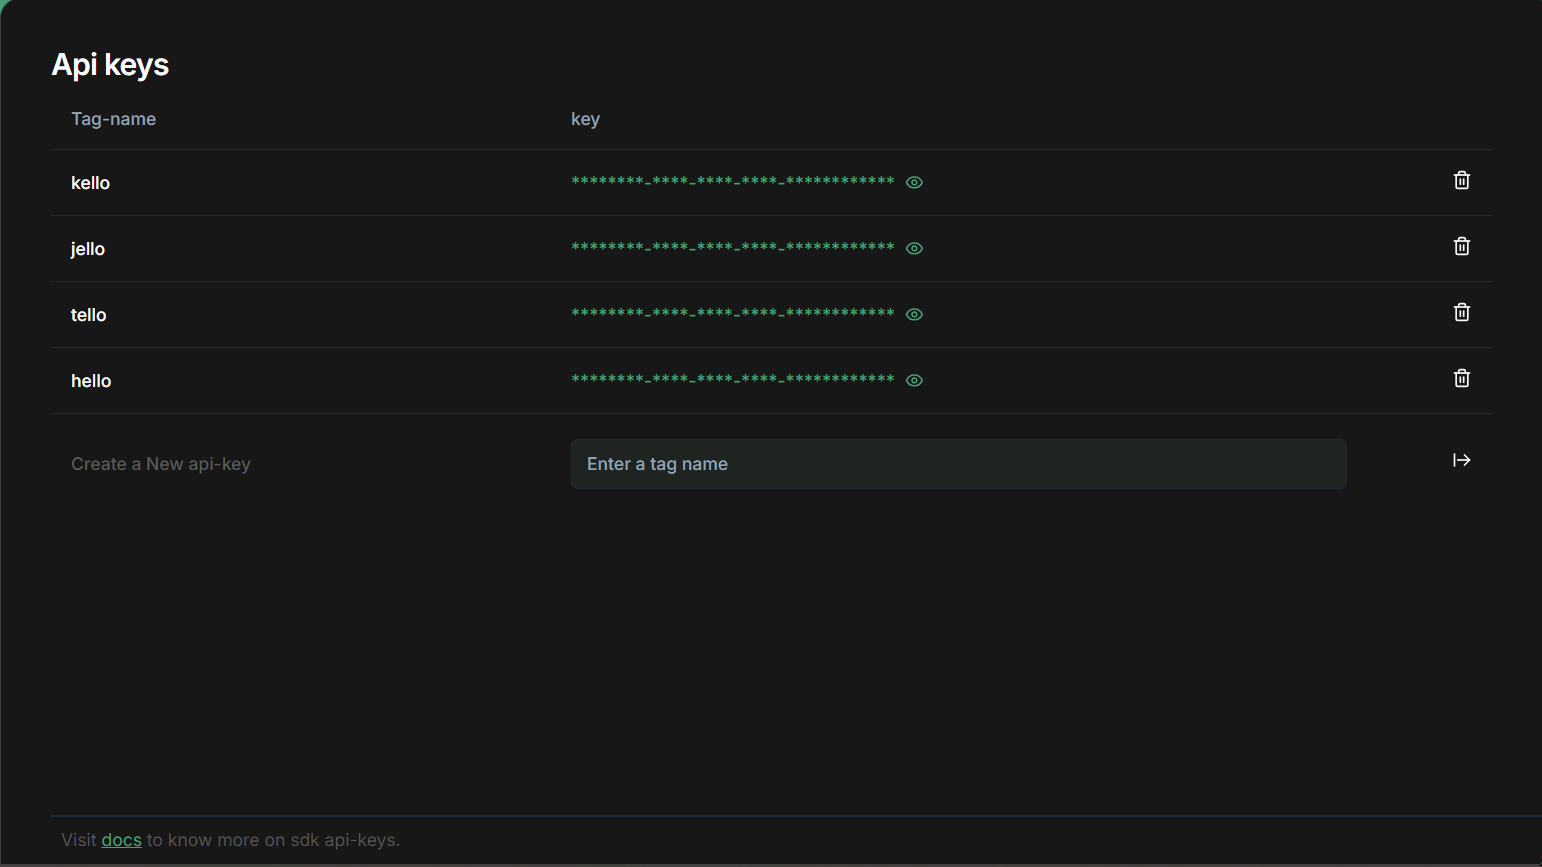 Api keys
Tag-name key
kello ********-****-****-****-************
jello ********-****-****-****-************
tello ********-****-****-****-************
hello ********-****-****-****-************
Create a New api-key Enter a tag name
Visit docs to know more on sdk api-keys.